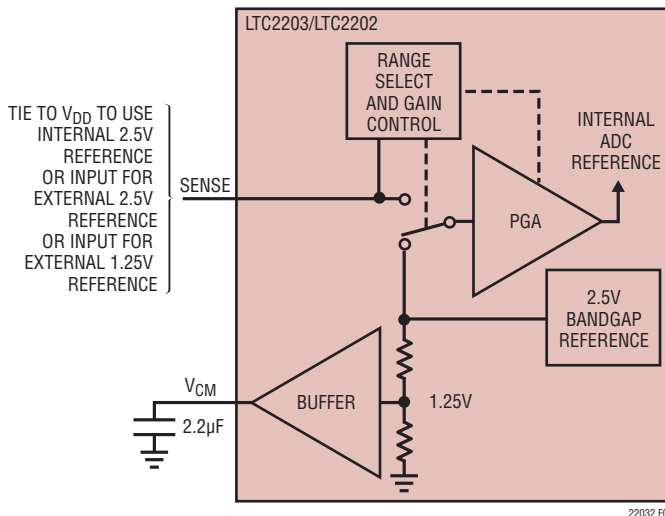 LTC2203/LTC2202
RANGE
SELECT
AND GAIN
CONTROL
TIE TO VDD TO USE
INTERNAL 2.5V
REFERENCE
OR INPUT FOR
EXTERNAL 2.5V
REFERENCE
OR INPUT FOR
EXTERNAL 1.25V
REFERENCE
SENSE
INTERNAL
ADC
REFERENCE
PGA
2.5V
BANDGAP
REFERENCE
VCM
BUFFER
1.25V
2.2µF